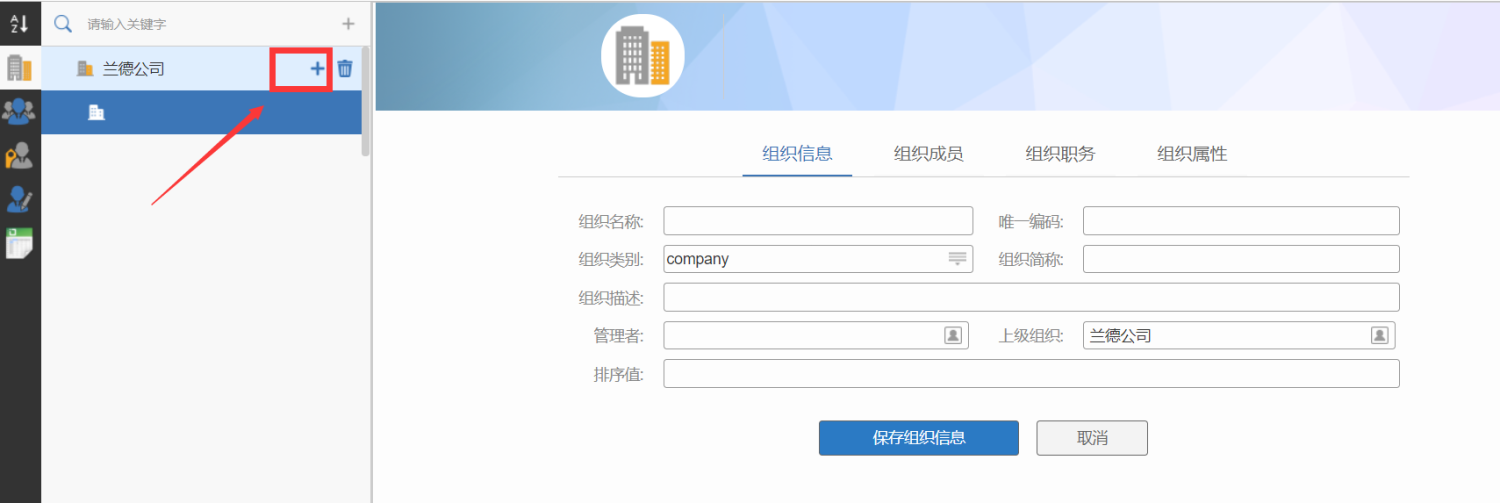 请输入关键字
兰德公司
组织信息 组织成员 组织职务 组织属性
组织名称: 唯一编码:
组织类别: company 组织简称:
组织描述:
管理者: 上级组织: 兰德公司
排序值:
保存组织信息 取消
A
Z